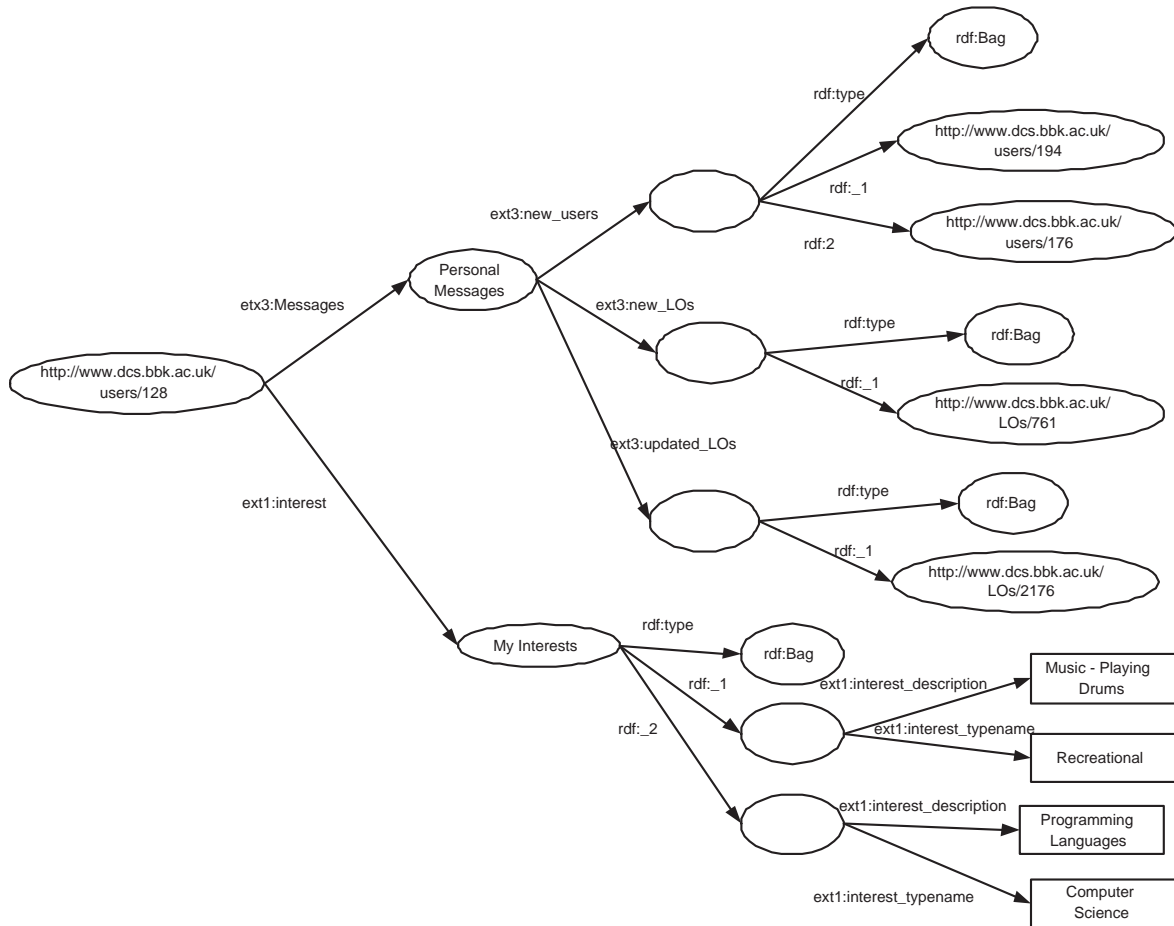 rdf:Bag
rdf:type
http://www.dcs.bbk.ac.uk/
users/194
rdf:_1
ext3:new_users
http://www.dcs.bbk.ac.uk/
users/176
rdf:2
Personal
Messages
etx3:Messages
ext3:new_LOs
rdf:type
rdf:Bag
http://www.dcs.bbk.ac.uk/
users/128
rdf:_1
http://www.dcs.bbk.ac.uk/
LOs/761
ext3:updated_LOs
ext1:interest
rdf:type
rdf:Bag
rdf:_1
http://www.dcs.bbk.ac.uk/
LOs/2176
rdf:type
My Interests
rdf:Bag
rdf:_1
ext1:interest_description
Music - Playing
Drums
rdf:_2
ext1:interest_typename
Recreational
ext1:interest_description
Programming
Languages
ext1:interest_typename
Computer
Science